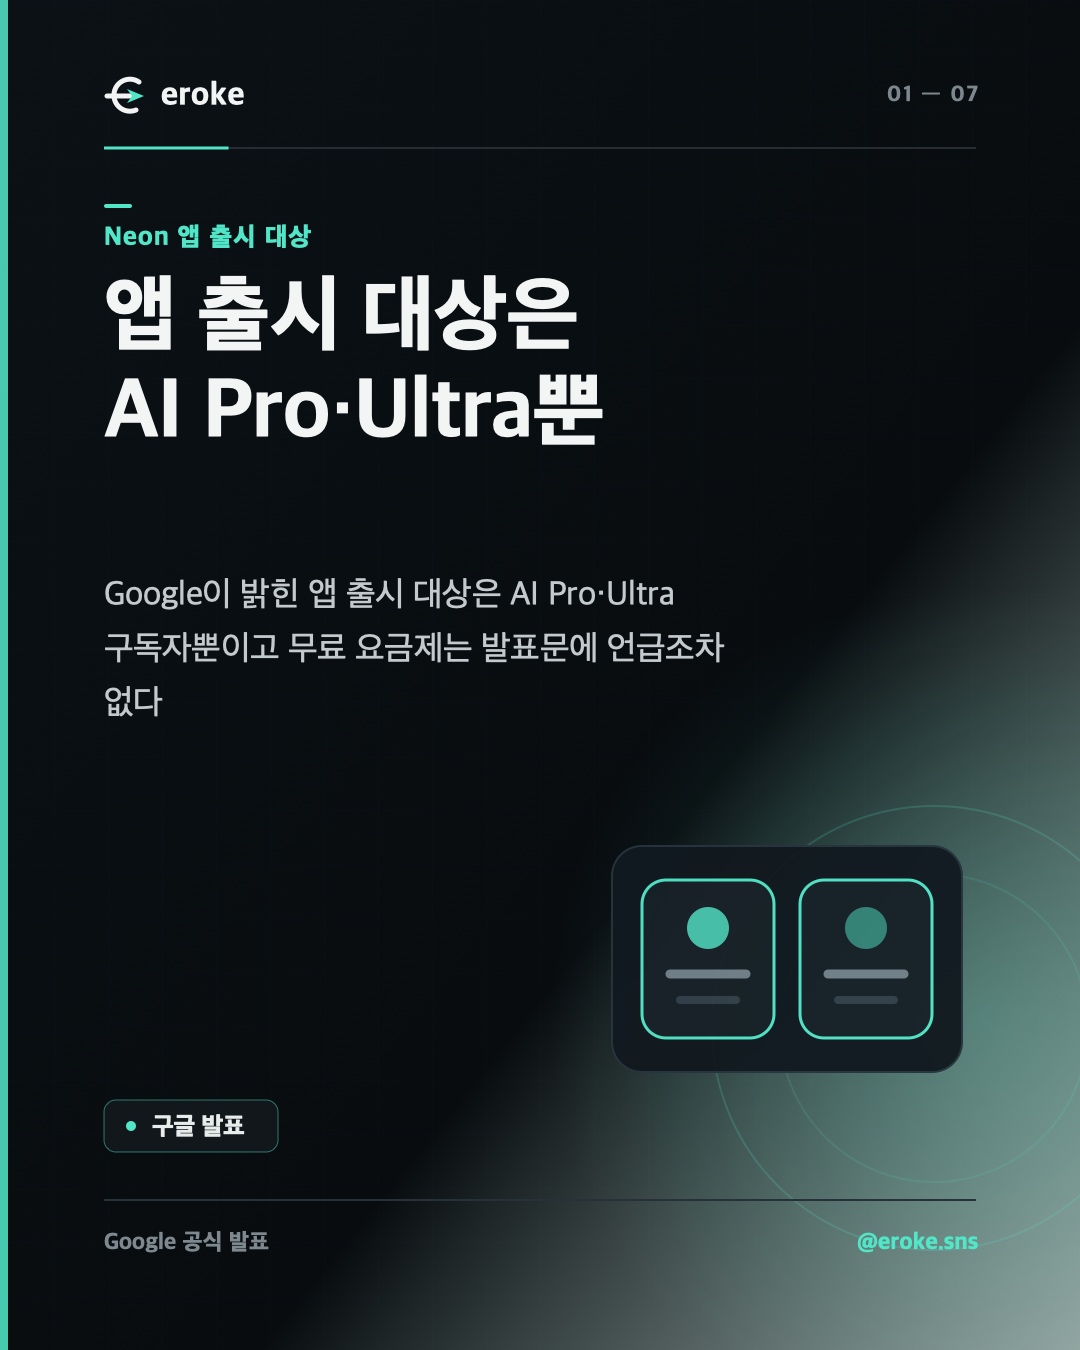 eroke
01 — 07
Neon 앱 출시 대상
앱 출시 대상은
AI Pro·Ultra뿐
Google이 밝힌 앱 출시 대상은 AI Pro·Ultra
구독자뿐이고 무료 요금제는 발표문에 언급조차
없다
구글 발표
Google 공식 발표
@eroke.sns